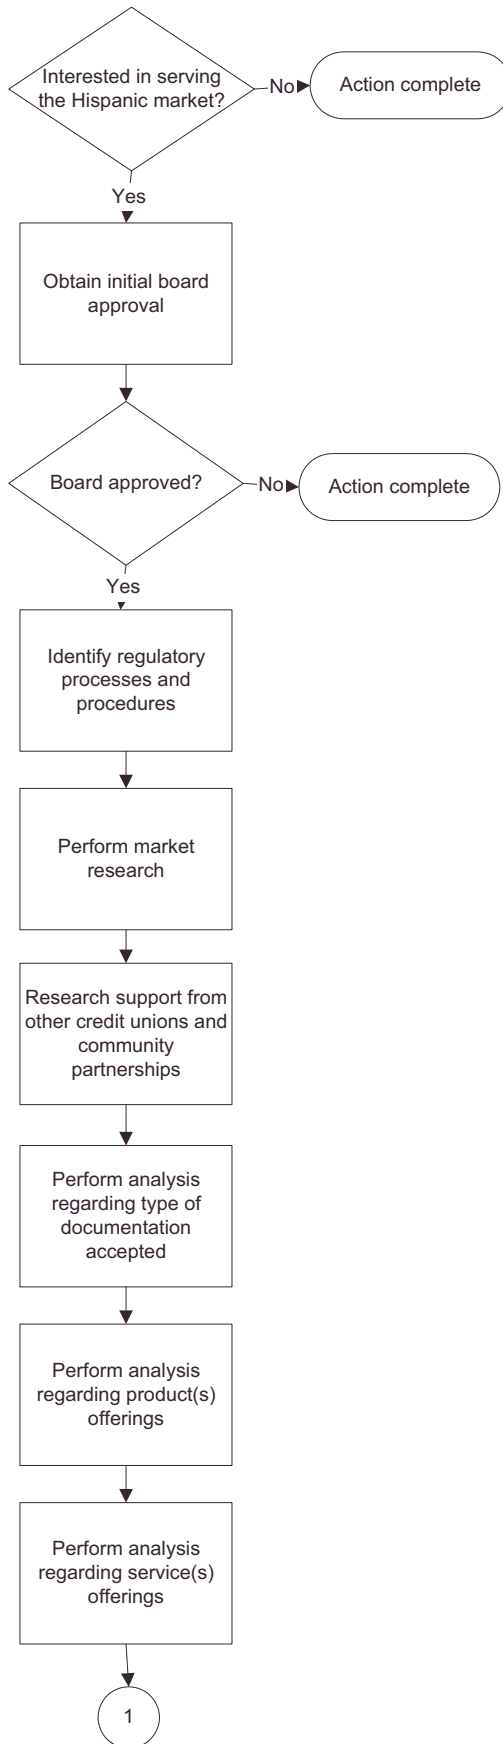 Interested in serving
the Hispanic market?
No
Action complete
Yes
Obtain initial board
approval
Board approved?
No
Action complete
Yes
Identify regulatory
processes and
procedures
Perform market
research
Research support from
other credit unions and
community
partnerships
Perform analysis
regarding type of
documentation
accepted
Perform analysis
regarding product(s)
offerings
Perform analysis
regarding service(s)
offerings
1